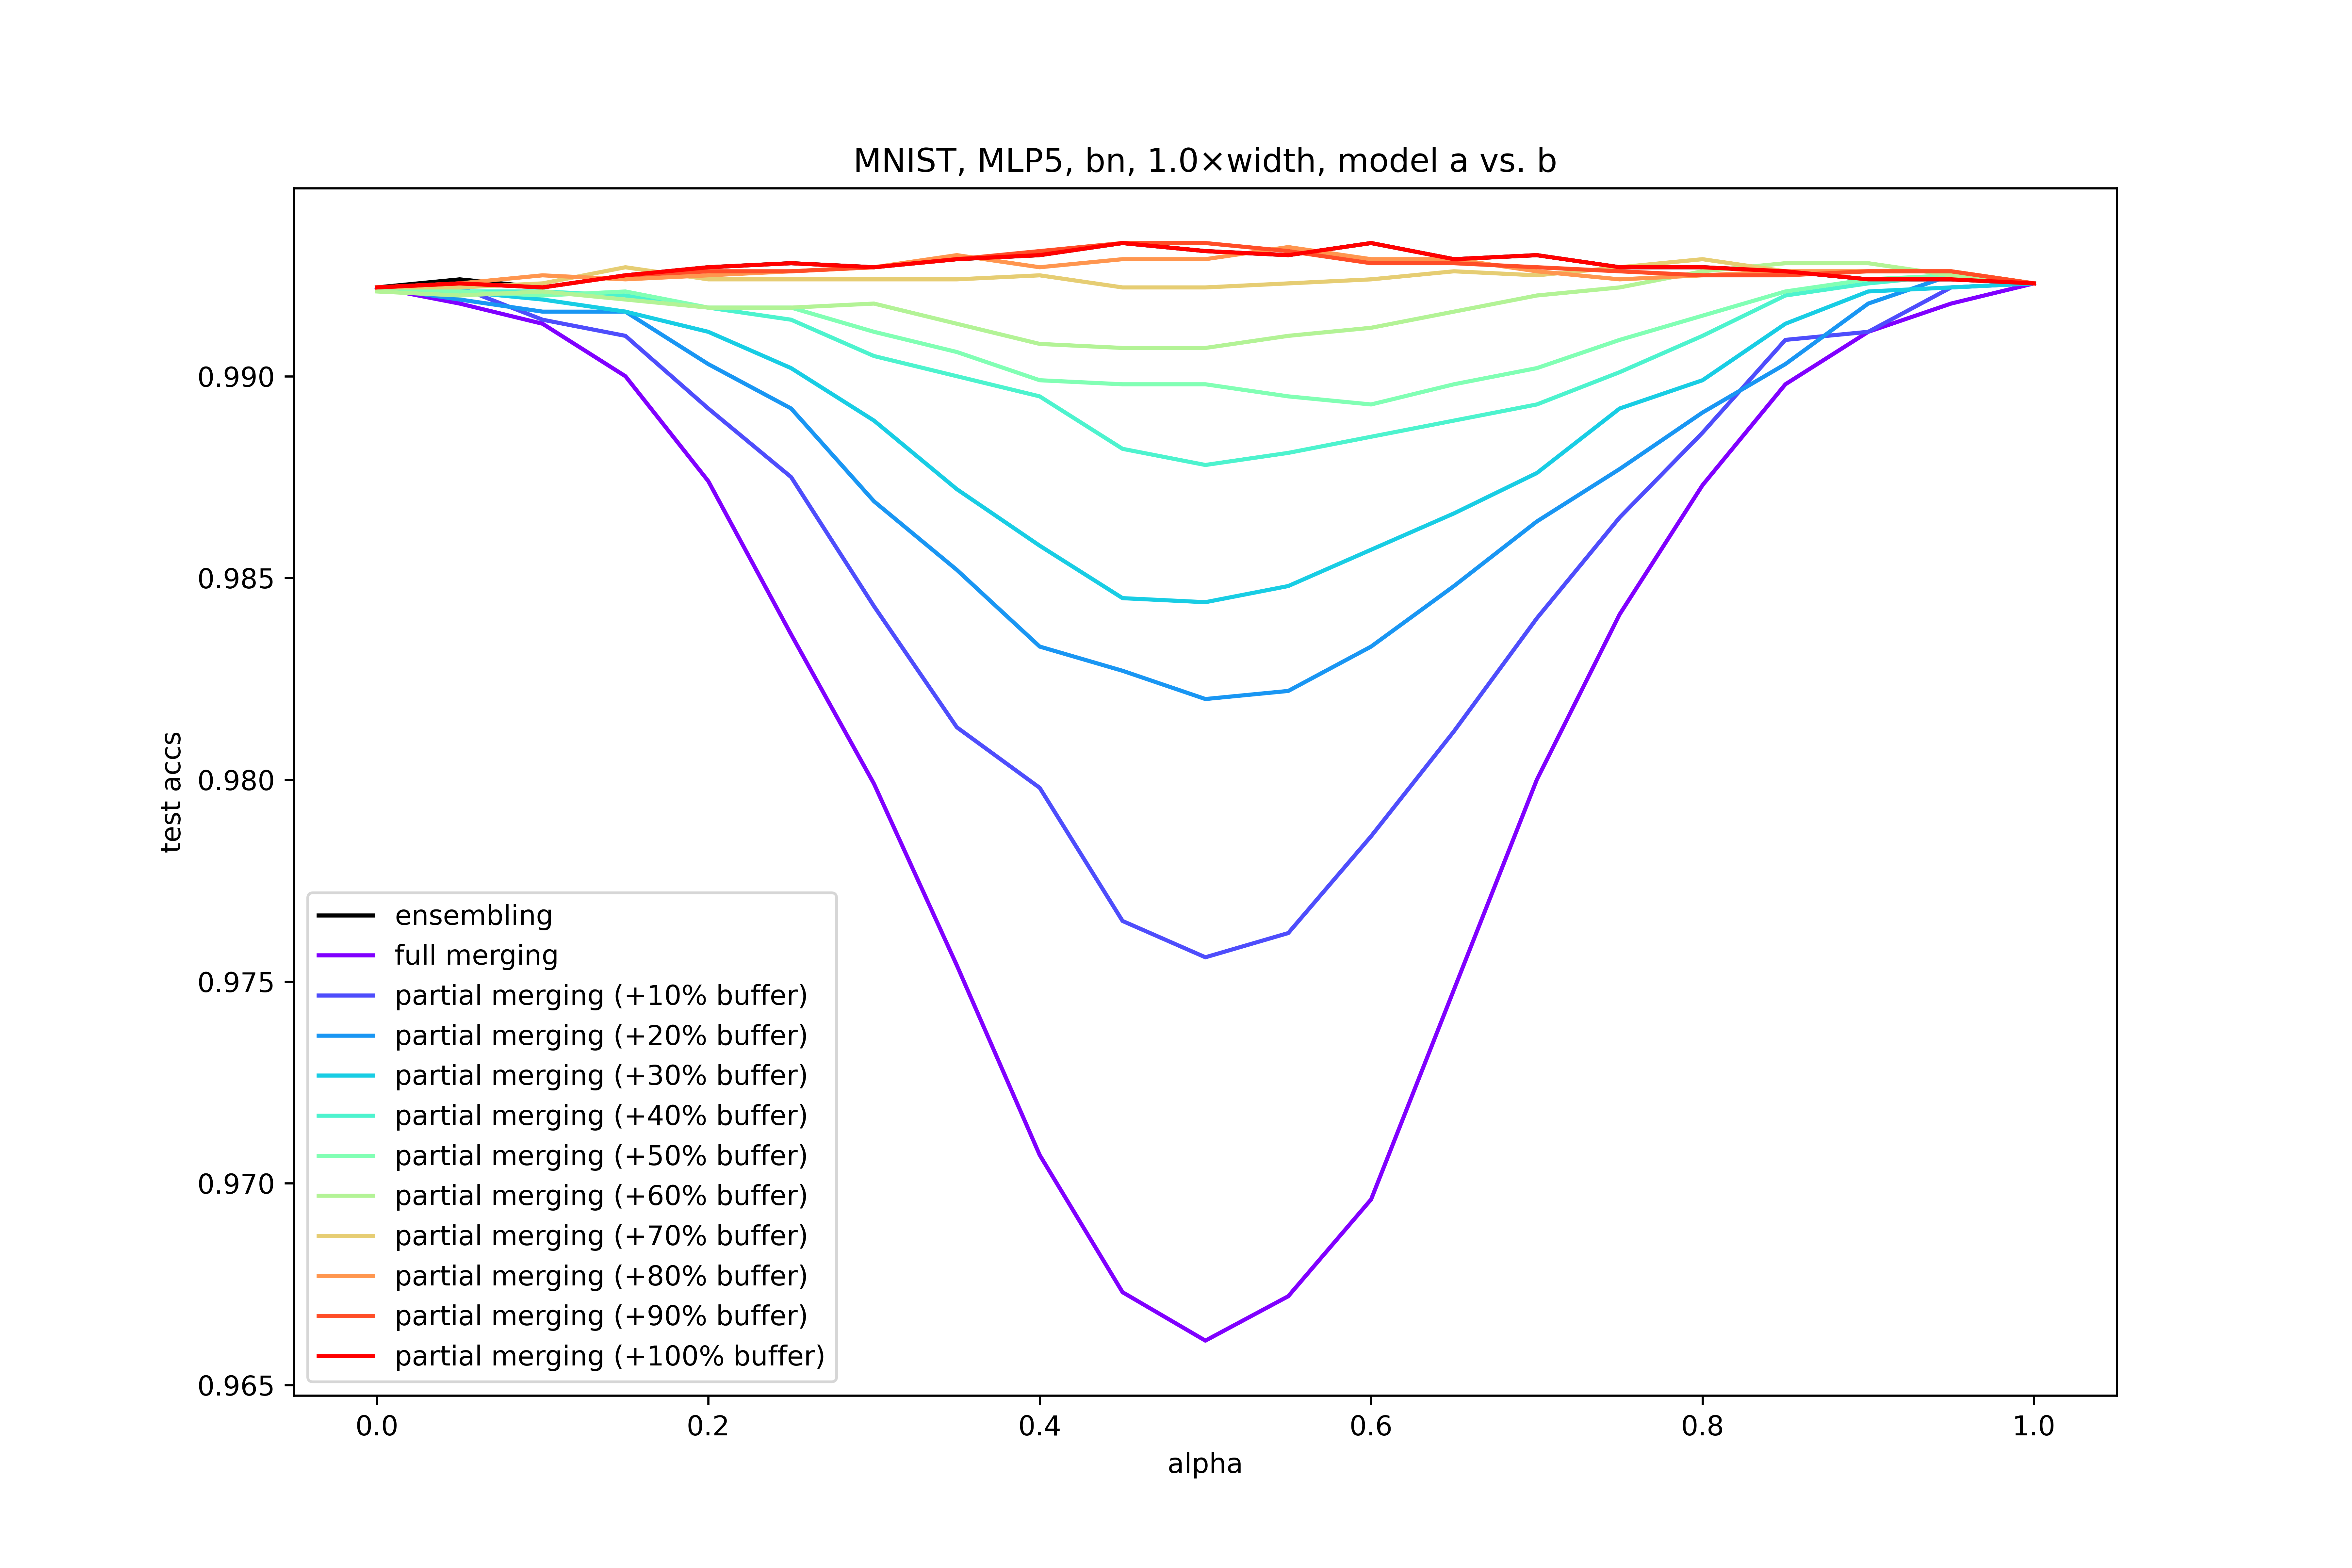 MNIST, MLP5, bn, 1.0×width, model a vs. b
test accs
0.990
0.985
0.980
0.975
0.970
0.965
ensembling
full merging
partial merging (+10% buffer)
partial merging (+20% buffer)
partial merging (+30% buffer)
partial merging (+40% buffer)
partial merging (+50% buffer)
partial merging (+60% buffer)
partial merging (+70% buffer)
partial merging (+80% buffer)
partial merging (+90% buffer)
partial merging (+100% buffer)
0.0 0.2 0.4 0.6 0.8 1.0
alpha